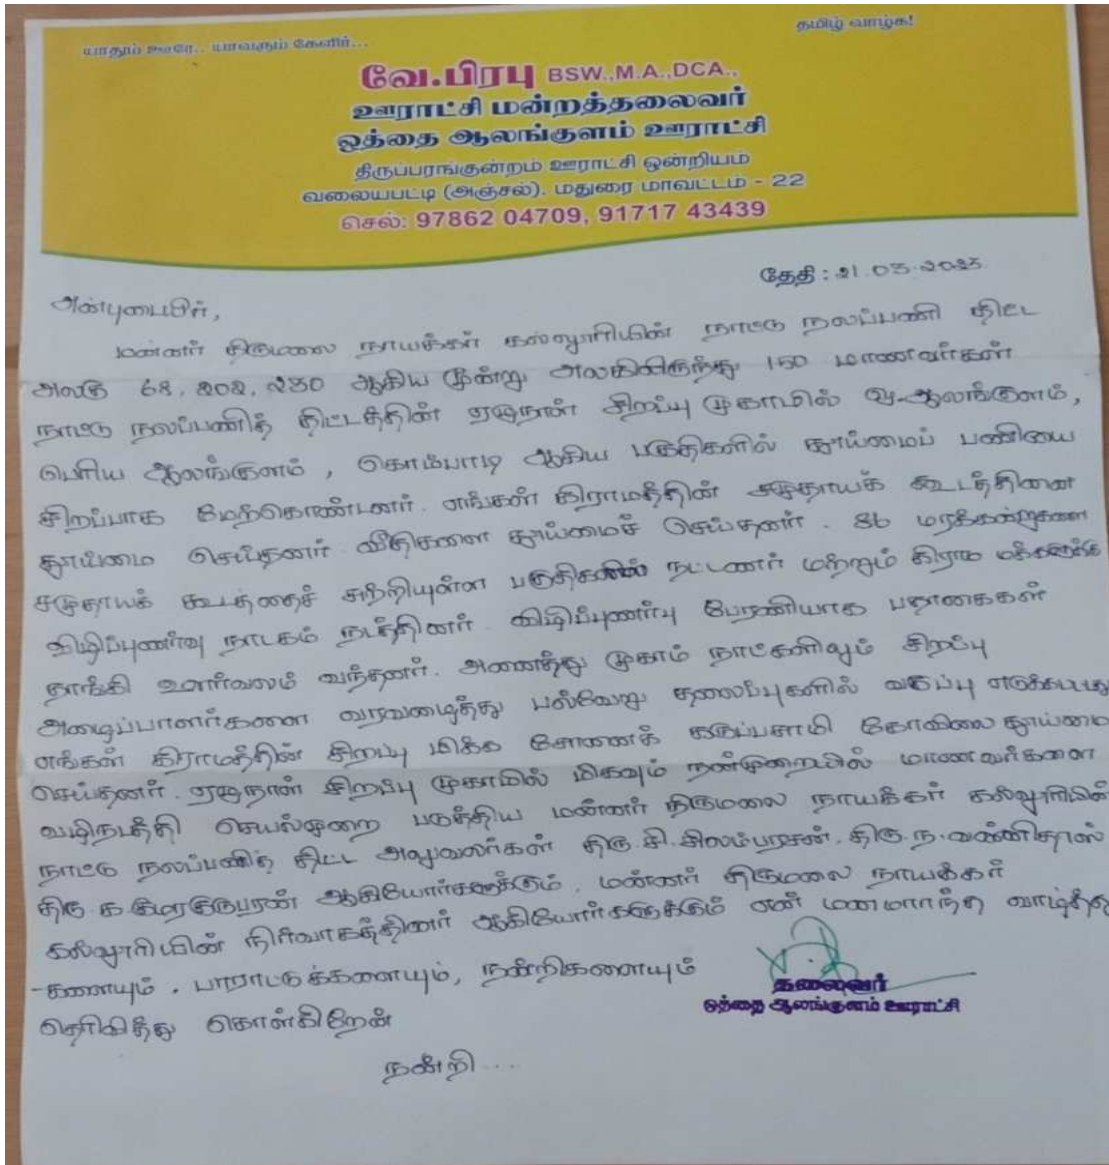 யாதும் ஊரே.. யாவரும் கேளிர்...
தமிழ் வாழ்க!
வே.பிரபு BSW.,M.A.,DCA.,
ஊராட்சி மன்றத்தலைவர்
ஒத்தை ஆலங்குளம் ஊராட்சி
திருப்பரங்குன்றம் ஊராட்சி ஒன்றியம்
வலையபட்டி (அஞ்சல்). மதுரை மாவட்டம் - 22
செல்: 97862 04709, 91717 43439
தேதி : 21.03.2023.
அன்புடையீர்,
மன்னர் திருமலை நாயக்கர் கல்லூரியின் நாட்டு நலப்பணி திட்ட
அலகு 68, 202, 230 ஆகிய மூன்று அலகிலிருந்து 150 மாணவர்கள்
நாட்டு நலப்பணித் திட்டத்தின் ஏழுநாள் சிறப்பு முகாமில் ஒ.ஆலங்குளம்,
பெரிய ஆலங்குளம் , கொம்பாடி ஆகிய பகுதிகளில் தூய்மைப் பணியை
சிறப்பாக மேற்கொண்டனர். எங்கள் கிராமத்தின் சமுதாயக் கூடத்தினை
தூய்மை செய்தனர். வீதிகளை தூய்மைச் செய்தனர் . 86 மரக்கன்றுகளை
சமுதாயக் கூடத்தைச் சுற்றியுள்ள பகுதிகளில் நட்டனர் மற்றும் கிராம மக்களுக்கு
விழிப்புணர்வு நாடகம் நடத்தினர். விழிப்புணர்பு பேரணியாக பதாகைகள்
தாங்கி ஊர்வலம் வந்தனர். அனைத்து முகாம் நாட்களிலும் சிறப்பு
அழைப்பாளர்களை வரவழைத்து பல்வேறு தலைப்புகளில் வகுப்பு
எங்கள் கிராமத்தின் சிறப்பு மிக்க சோணைக் கருப்பசாமி கோவிலை தூய்மை
செய்தனர். ஏழுநாள் சிறப்பு முகாமில் மிகவும் நன்முறையில் மாணவர்களை
வழிநடத்தி செயல்முறை படுத்திய மன்னர் திருமலை நாயக்கர் கல்லூரியின்
நாட்டு நலப்பணித் திட்ட அலுவலர்கள் திரு.சி.சிலம்பரசன், திரு.ந.வன்னிதாஸ்
திரு க குமரகுருபரன் ஆகியோர்களுக்கும், மன்னர் திருமலை நாயக்கர்
கல்லூரியின் நிர்வாகத்தினர் ஆகியோர்களுக்கும் என் மனமார்ந்த வாழ்த்து
-களையும் , பாராட்டுக்களையும், நன்றிகளையும்
தெரிவித்து கொள்கிறேன்
நன்றி...
தலைவர்
ஒத்தை ஆலங்குளம் ஊராட்சி